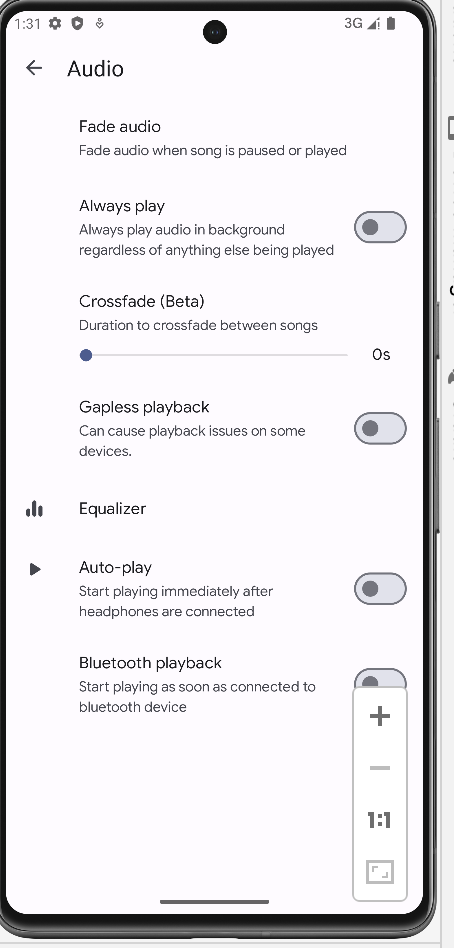 1:31
3G
Audio
Fade audio
Fade audio when song is paused or played
Always play
Always play audio in background
regardless of anything else being played
Crossfade (Beta)
Duration to crossfade between songs
0s
Gapless playback
Can cause playback issues on some
devices.
Equalizer
Auto-play
Start playing immediately after
headphones are connected
Bluetooth playback
Start playing as soon as connected to
bluetooth device
1:1